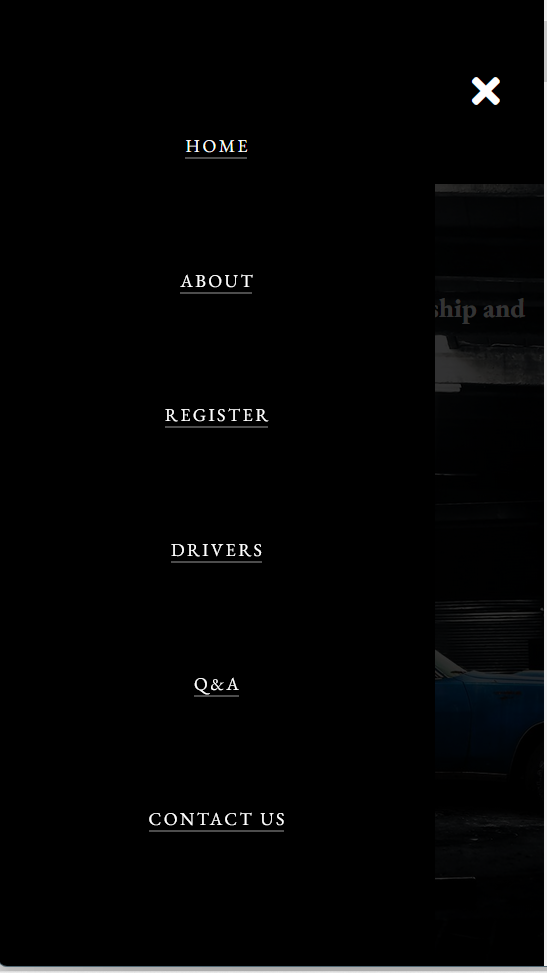 HOME
ABOUT
ship and
REGISTER
DRIVERS
Q&A
CONTACT US